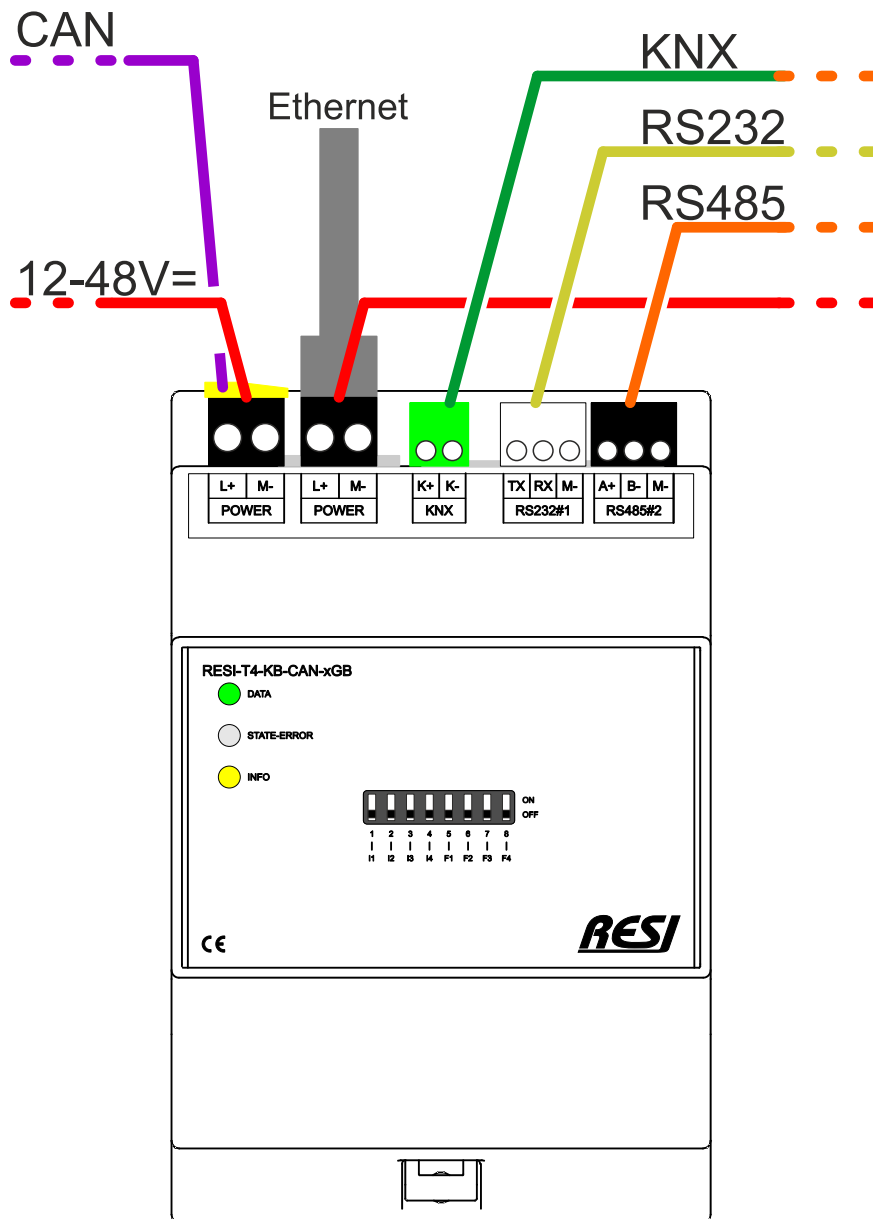 CAN
KNX
Ethernet
RS232
RS485
12-48V=
L+ M- L+ M- K+ K- TX RX M- A+ B- M-
POWER POWER KNX RS232#1 RS485#2
RESI-T4-KB-CAN-xGB
DATA
STATE-ERROR
INFO
ON
OFF
1 2 3 4 5 6 7 8
I1 I2 I3 I4 F1 F2 F3 F4
CE
RESI